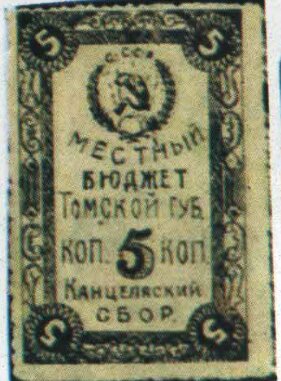 5 5
С.С.С.Р.
МЕСТНЫЙ
БЮДЖЕТ
ТОМСКОЙ ГУБ.
КОП. 5 КОП.
КАНЦЕЛЯСКИЙ
СБОР.
5 5